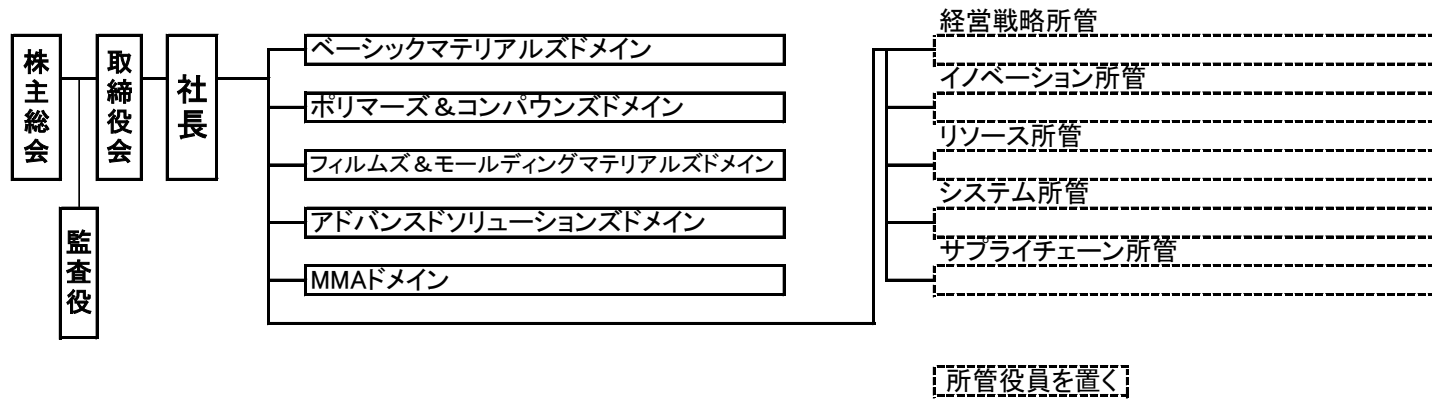 株主総会
取締役会
社長
監査役
ベーシックマテリアルズドメイン
ポリマーズ&コンパウンズドメイン
フィルムズ&モールディングマテリアルズドメイン
アドバンスドソリューションズドメイン
MMAドメイン
経営戦略所管
イノベーション所管
リソース所管
システム所管
サプライチェーン所管
所管役員を置く